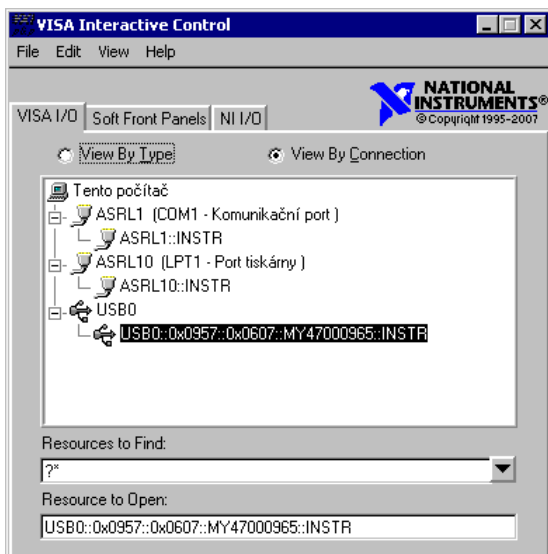 VISA Interactive Control
File Edit View Help
NATIONAL
INSTRUMENTS®
© Copyright 1995-2007
VISA I/O Soft Front Panels NI I/O
View By Type View By Connection
Tento počítač
ASRL1 (COM1 - Komunikační port )
ASRL1::INSTR
ASRL10 (LPT1 - Port tiskárny )
ASRL10::INSTR
USB0
USB0::0x0957::0x0607::MY47000965::INSTR
Resources to Find:
?*
Resource to Open:
USB0::0x0957::0x0607::MY47000965::INSTR